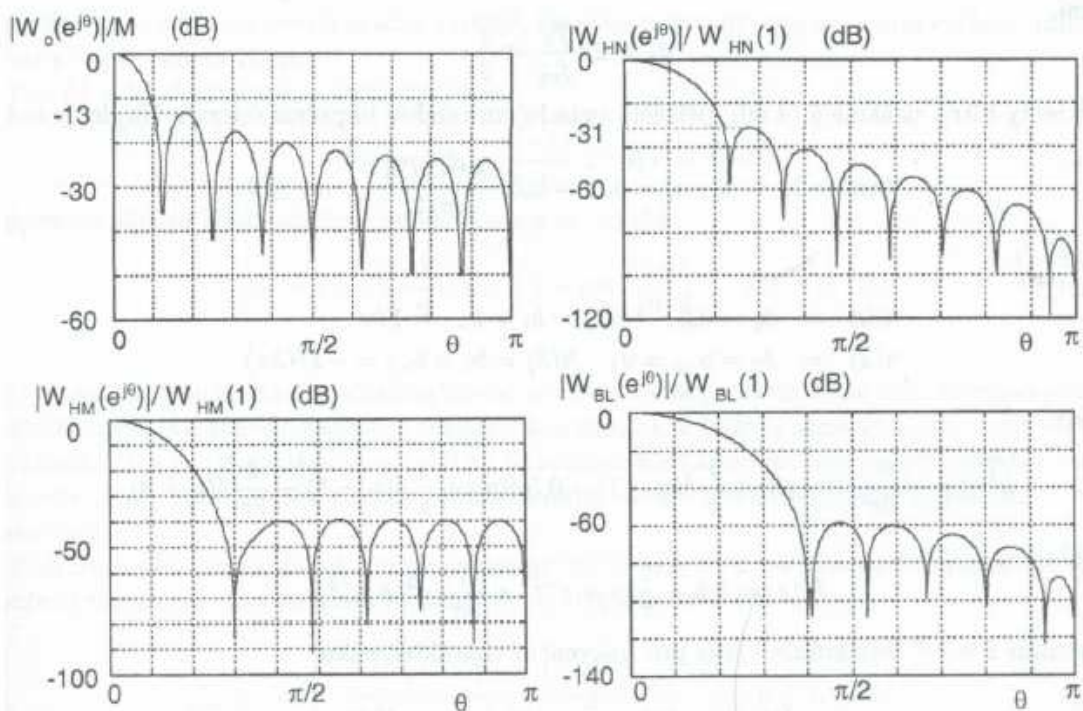 |W₀(e^jθ)|/M (dB)
0
-13
-30
-60
0
π/2
θ
π
|W_HN(e^jθ)|/ W_HN(1) (dB)
0
-31
-60
-120
0
π/2
θ
π
|W_HM(e^jθ)|/ W_HM(1) (dB)
0
-50
-100
0
π/2
θ
π
|W_BL(e^jθ)|/ W_BL(1) (dB)
0
-60
-140
0
π/2
θ
π